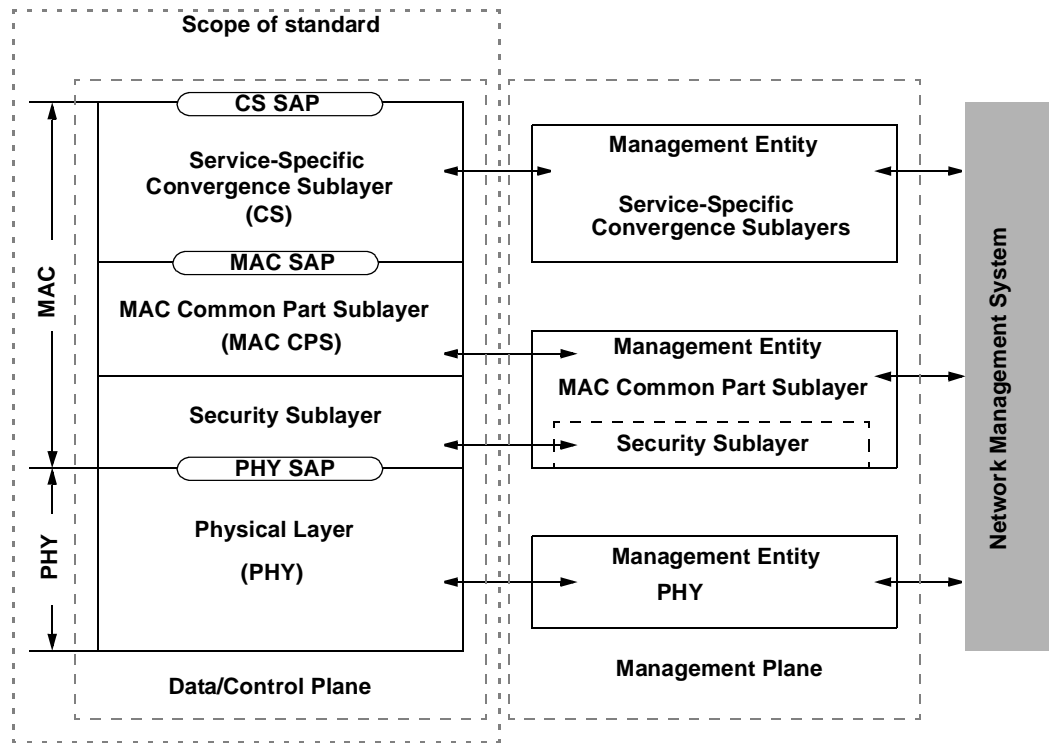 Scope of standard
CS SAP
Service-Specific
Convergence Sublayer
(CS)
MAC SAP
MAC Common Part Sublayer
(MAC CPS)
Security Sublayer
PHY SAP
Physical Layer
(PHY)
Data/Control Plane
MAC
PHY
Management Entity
Service-Specific
Convergence Sublayers
Management Entity
MAC Common Part Sublayer
Security Sublayer
Management Entity
PHY
Management Plane
Network Management System